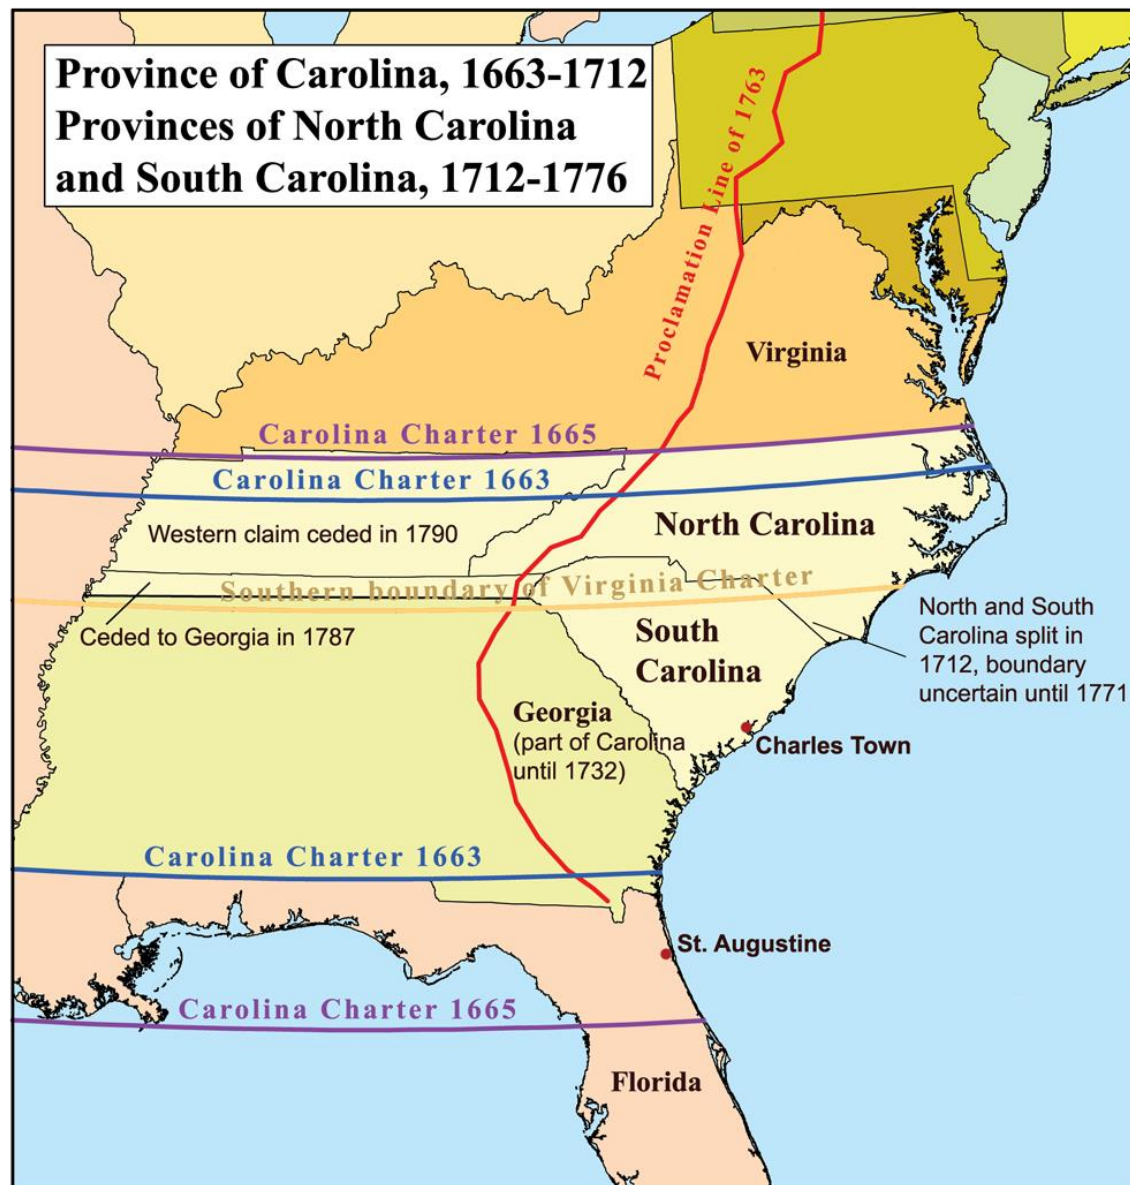 Province of Carolina, 1663-1712
Provinces of North Carolina
and South Carolina, 1712-1776
Proclamation Line of 1763
Virginia
Carolina Charter 1665
Carolina Charter 1663
Western claim ceded in 1790
North Carolina
Southern boundary of Virginia Charter
Ceded to Georgia in 1787
North and South
Carolina split in
1712, boundary
uncertain until 1771
South
Carolina
Georgia
(part of Carolina
until 1732)
Charles Town
Carolina Charter 1663
St. Augustine
Carolina Charter 1665
Florida